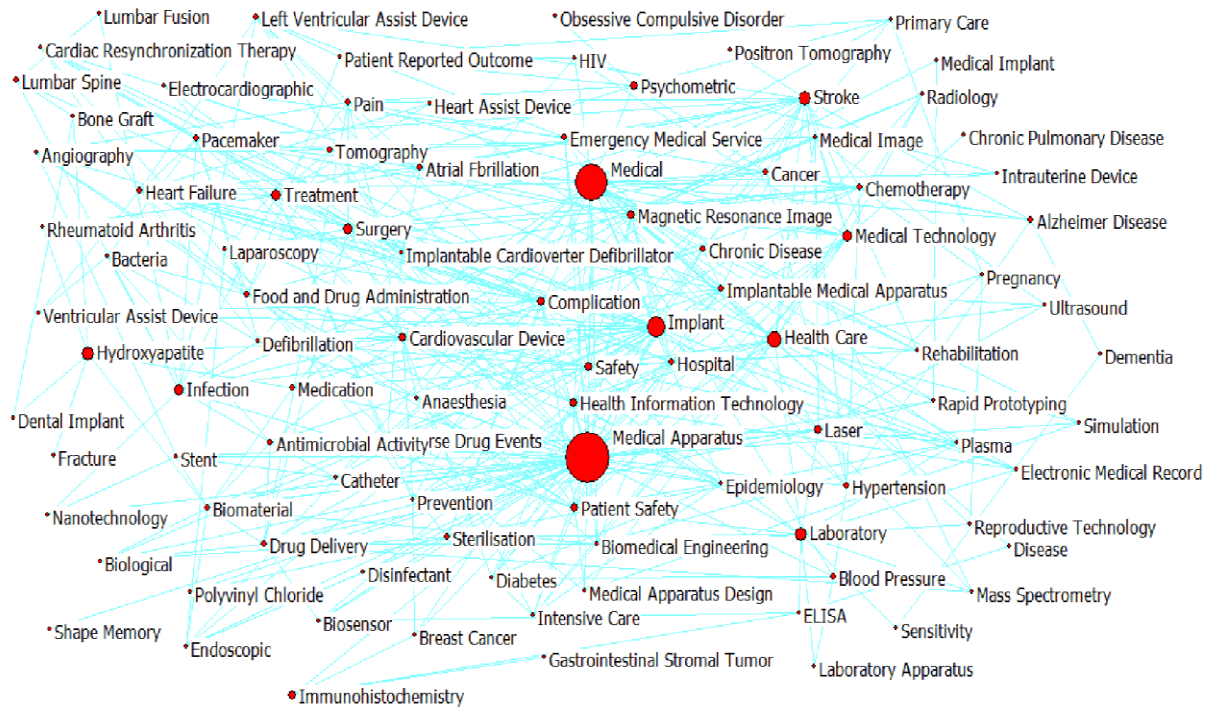 Lumbar Fusion
Left Ventricular Assist Device
Obsessive Compulsive Disorder
Primary Care
Cardiac Resynchronization Therapy
Patient Reported Outcome
HIV
Positron Tomography
Medical Implant
Lumbar Spine
Electrocardiographic
Psychometric
Stroke
Radiology
Pain
Heart Assist Device
Bone Graft
Pacemaker
Emergency Medical Service
Medical Image
Chronic Pulmonary Disease
Angiography
Tomography
Atrial Fbrillation
Medical
Cancer
Intrauterine Device
Heart Failure
Treatment
Chemotherapy
Rheumatoid Arthritis
Surgery
Magnetic Resonance Image
Medical Technology
Alzheimer Disease
Bacteria
Laparoscopy
Implantable Cardioverter Defibrillator
Chronic Disease
Pregnancy
Food and Drug Administration
Complication
Implantable Medical Apparatus
Ultrasound
Ventricular Assist Device
Implant
Hydroxyapatite
Defibrillation
Cardiovascular Device
Health Care
Rehabilitation
Dementia
Safety
Hospital
Infection
Medication
Anaesthesia
Health Information Technology
Rapid Prototyping
Dental Implant
Antimicrobial Activity
rse Drug Events
Medical Apparatus
Laser
Simulation
Fracture
Stent
Plasma
Electronic Medical Record
Catheter
Epidemiology
Hypertension
Nanotechnology
Biomaterial
Prevention
Patient Safety
Reproductive Technology
Drug Delivery
Sterilisation
Biomedical Engineering
Laboratory
Disease
Biological
Disinfectant
Diabetes
Blood Pressure
Polyvinyl Chloride
Medical Apparatus Design
Mass Spectrometry
Shape Memory
Biosensor
Intensive Care
ELISA
Sensitivity
Endoscopic
Breast Cancer
Gastrointestinal Stromal Tumor
Laboratory Apparatus
Immunohistochemistry